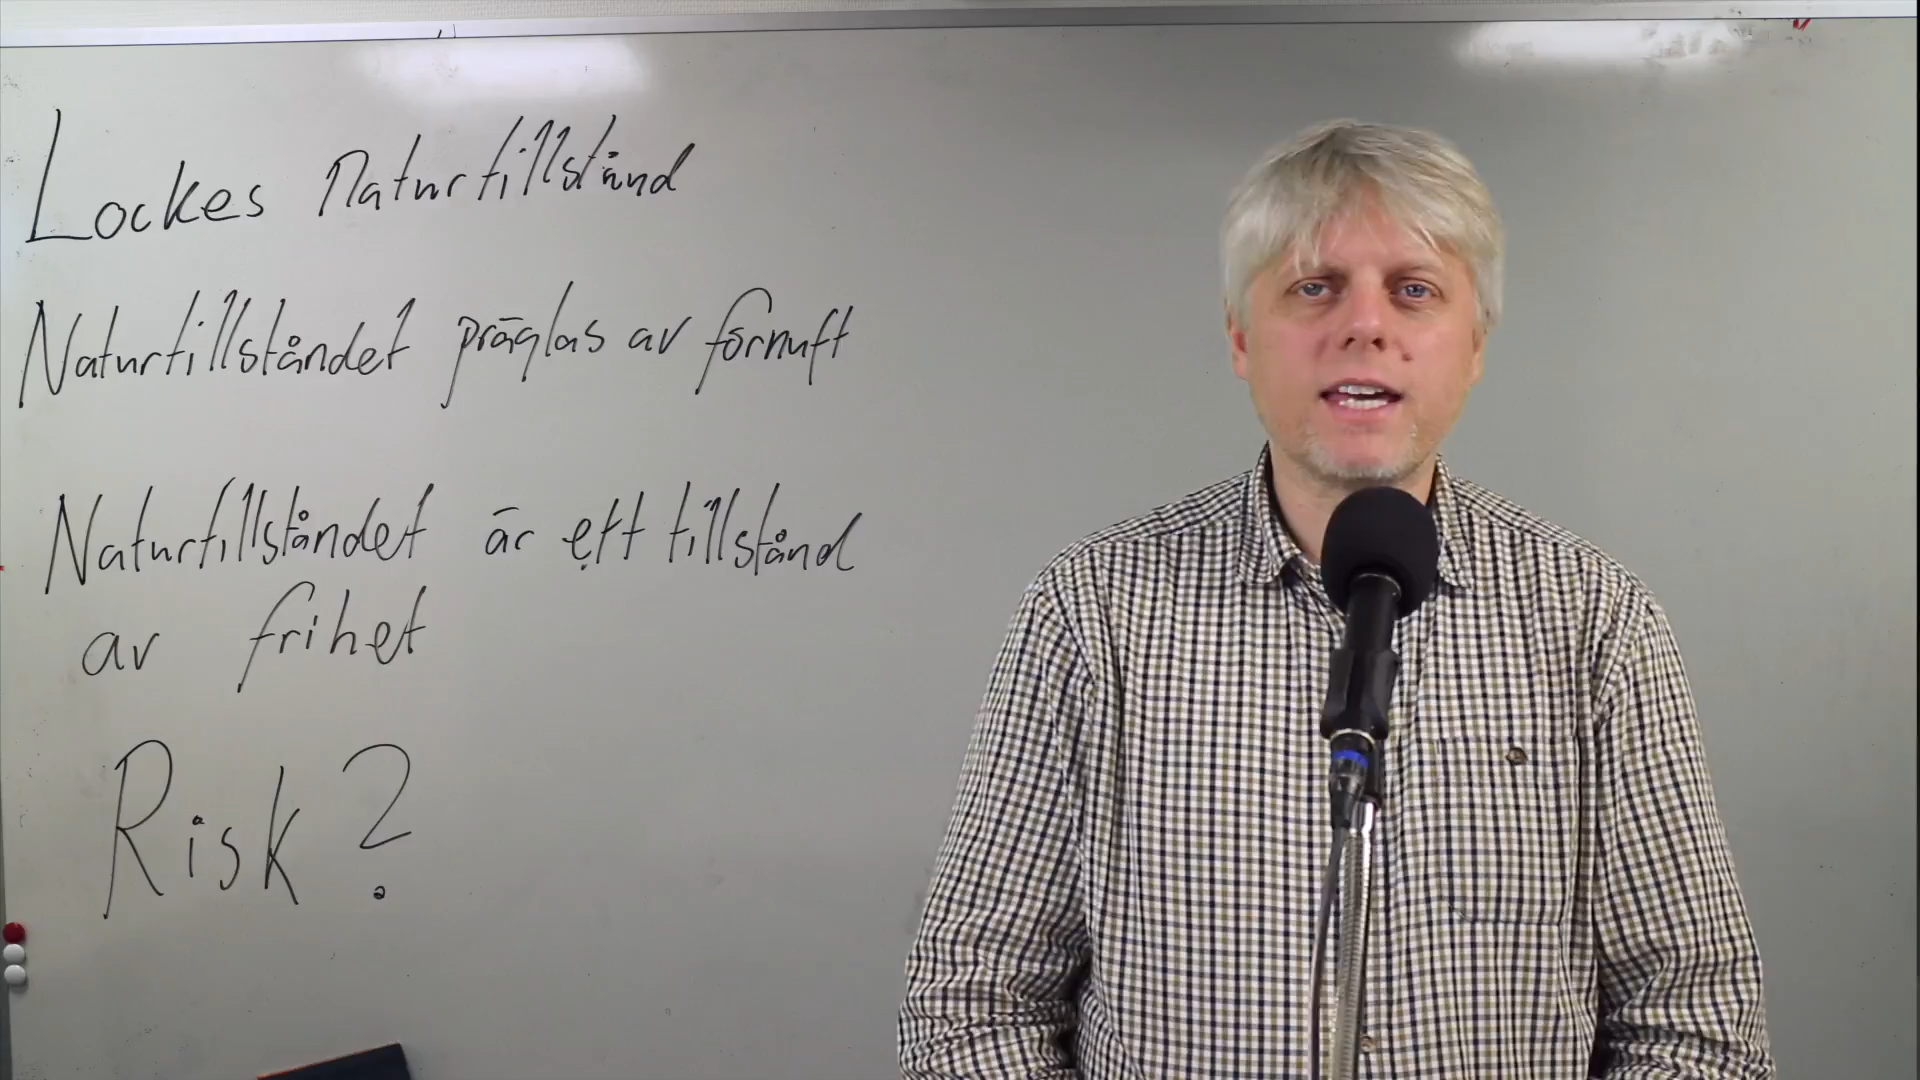 Lockes naturtillstånd
Naturtillståndet präglas av förnuft
Naturtillståndet är ett tillstånd
av frihet
Risk?